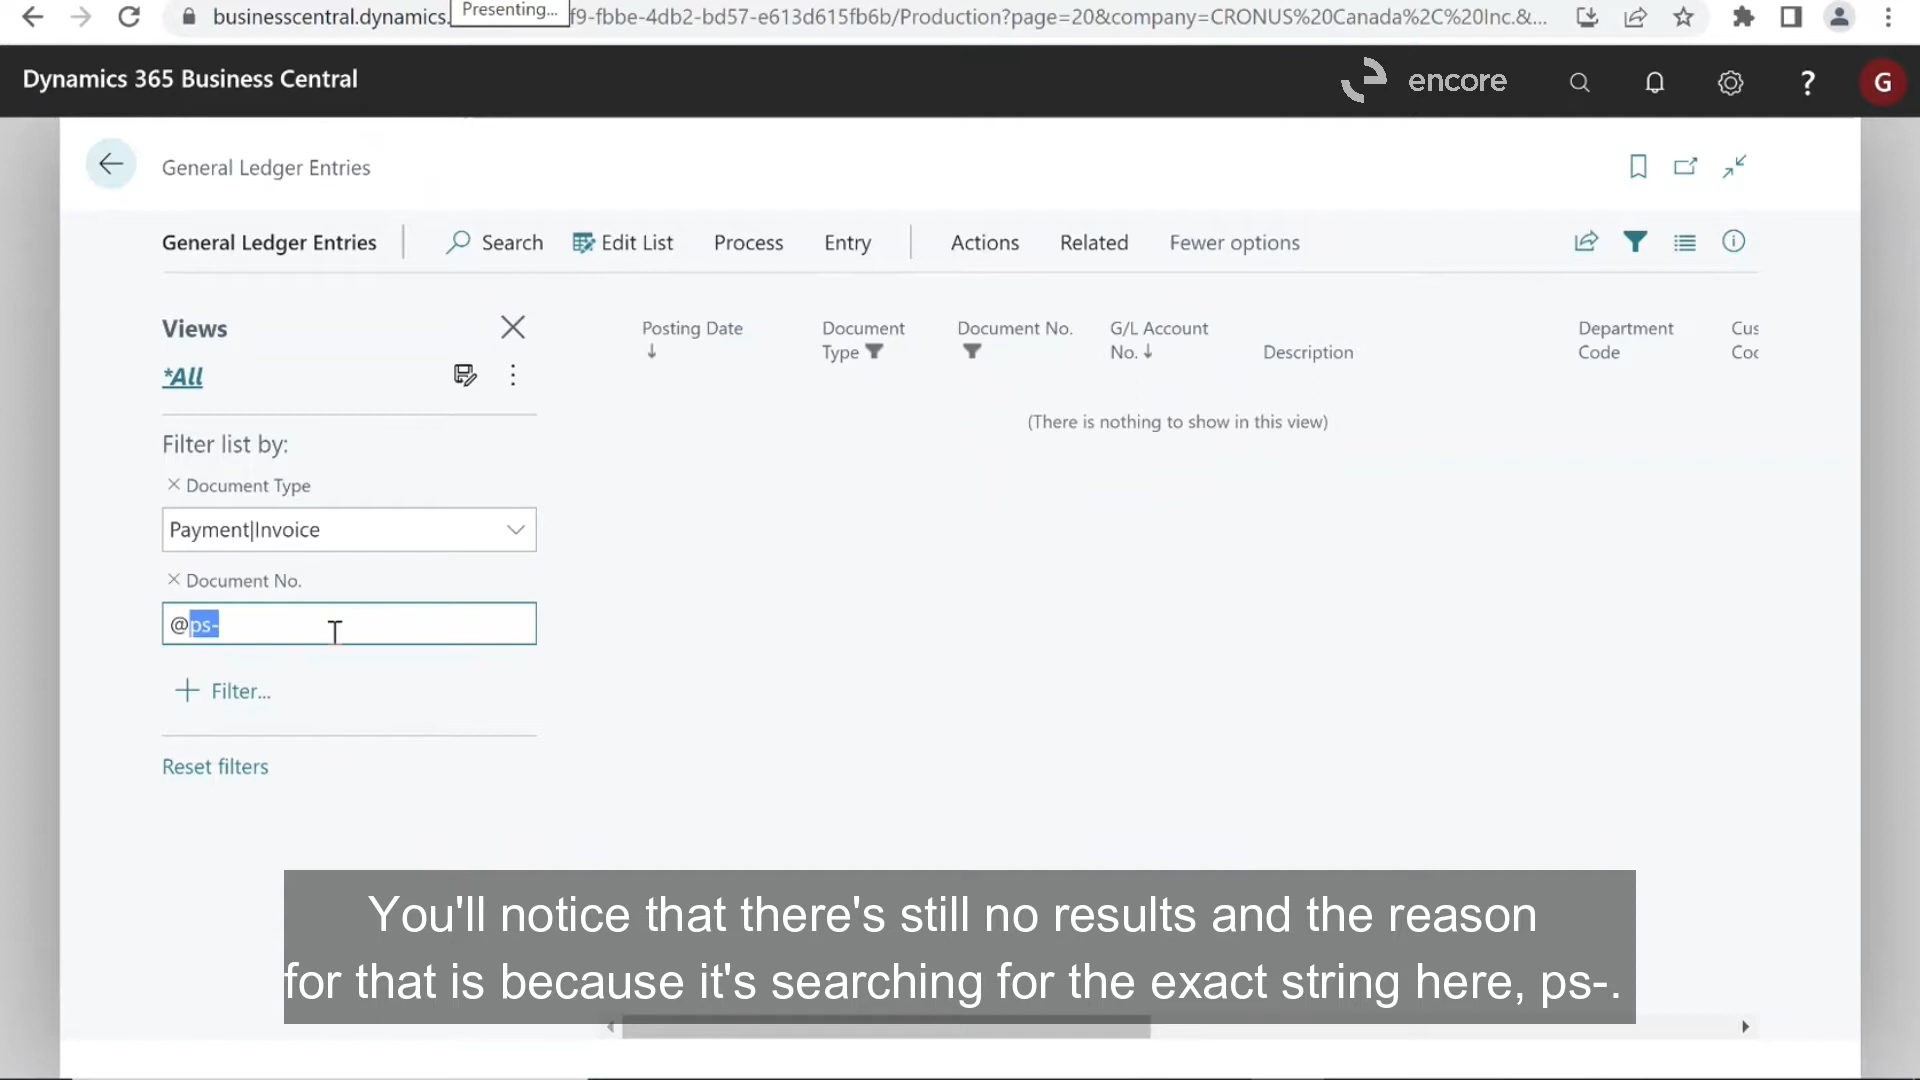 businesscentral.dynamics.
Presenting...
f9-fbbe-4db2-bd57-e613d615fb6b/Production?page=20&company=CRONUS%20Canada%2C%20Inc.&...
Dynamics 365 Business Central
encore
?
G
General Ledger Entries
General Ledger Entries
Search
Edit List
Process
Entry
Actions
Related
Fewer options
Views
*All
Filter list by:
Document Type
Payment|Invoice
Document No.
@ps-
Filter...
Reset filters
Posting Date
Document
Type
Document No.
G/L Account
No.
Description
Department
Code
Cus
Coc
(There is nothing to show in this view)
You'll notice that there's still no results and the reason
for that is because it's searching for the exact string here, ps-.